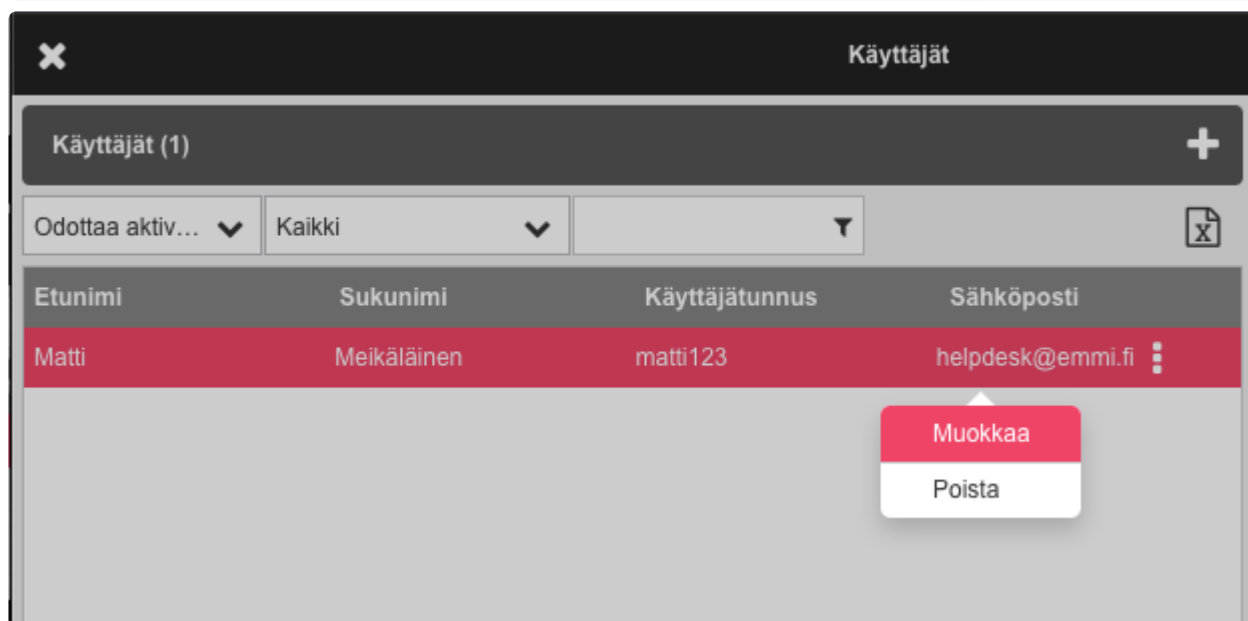 Käyttäjät
Käyttäjät (1)
Odottaa aktiv... Kaikki
Etunimi Sukunimi Käyttäjätunnus Sähköposti
Matti Meikäläinen matti123 helpdesk@emmi.fi
Muokkaa
Poista